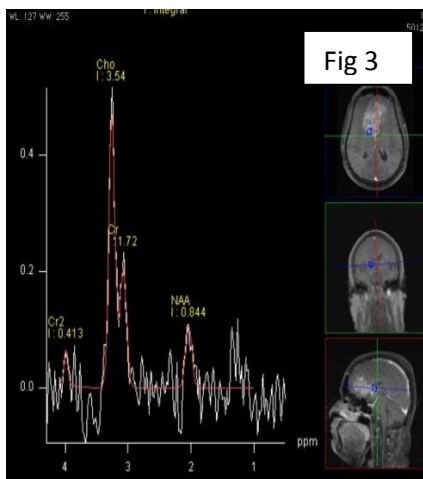 WL: 127 WW: 255
I: Integral
5012
Fig 3
Cho
I : 3.54
0.4
Cr
1.72
0.2
NAA
I : 0.844
Cr2
I : 0.413
0.0
ppm
4
3
2
1